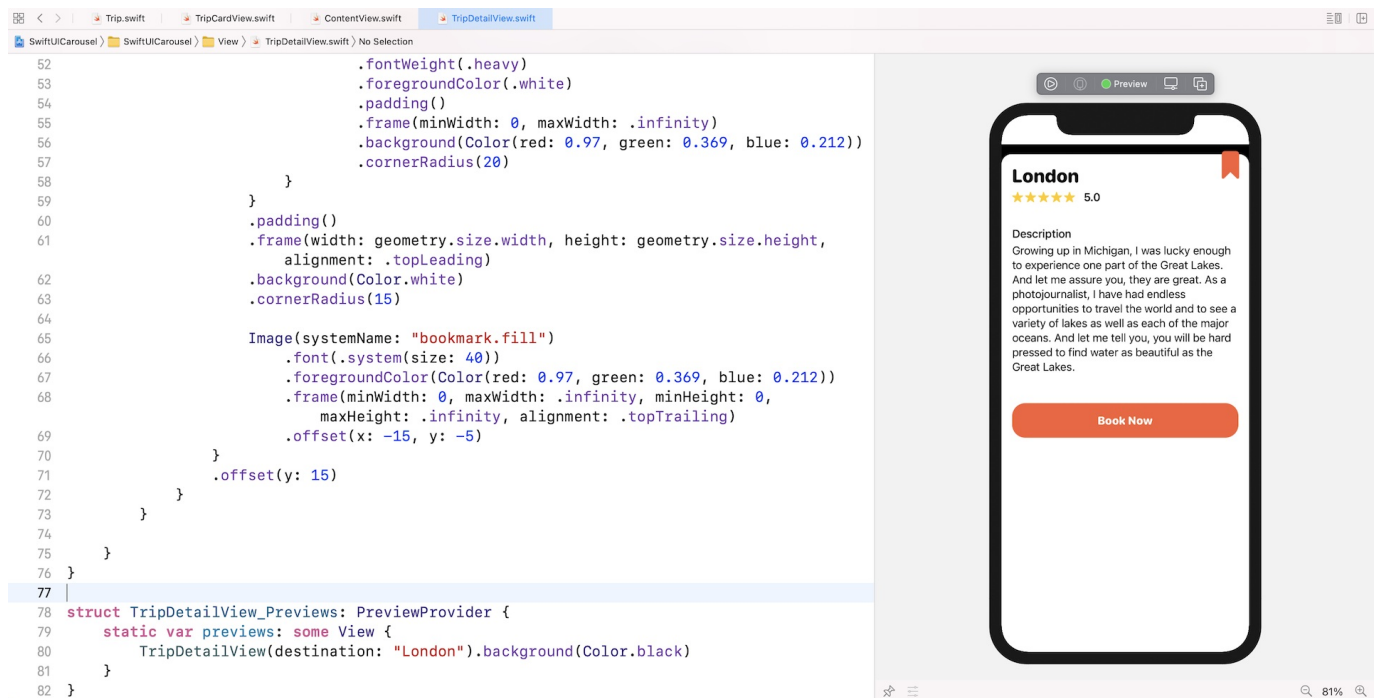 Trip.swift TripCardView.swift ContentView.swift TripDetailView.swift
SwiftUICarousel 〉 SwiftUICarousel 〉 View 〉 TripDetailView.swift 〉 No Selection
52 .fontWeight(.heavy)
53 .foregroundColor(.white)
54 .padding()
55 .frame(minWidth: 0, maxWidth: .infinity)
56 .background(Color(red: 0.97, green: 0.369, blue: 0.212))
57 .cornerRadius(20)
58 }
59 }
60 .padding()
61 .frame(width: geometry.size.width, height: geometry.size.height,
alignment: .topLeading)
62 .background(Color.white)
63 .cornerRadius(15)
64
65 Image(systemName: "bookmark.fill")
66 .font(.system(size: 40))
67 .foregroundColor(Color(red: 0.97, green: 0.369, blue: 0.212))
68 .frame(minWidth: 0, maxWidth: .infinity, minHeight: 0,
maxHeight: .infinity, alignment: .topTrailing)
69 .offset(x: -15, y: -5)
70 }
71 .offset(y: 15)
72 }
73 }
74
75 }
76 }
77
78 struct TripDetailView_Previews: PreviewProvider {
79 static var previews: some View {
80 TripDetailView(destination: "London").background(Color.black)
81 }
82 }
Preview
London
★★★★★ 5.0
Description
Growing up in Michigan, I was lucky enough
to experience one part of the Great Lakes.
And let me assure you, they are great. As a
photojournalist, I have had endless
opportunities to travel the world and to see a
variety of lakes as well as each of the major
oceans. And let me tell you, you will be hard
pressed to find water as beautiful as the
Great Lakes.
Book Now
81%